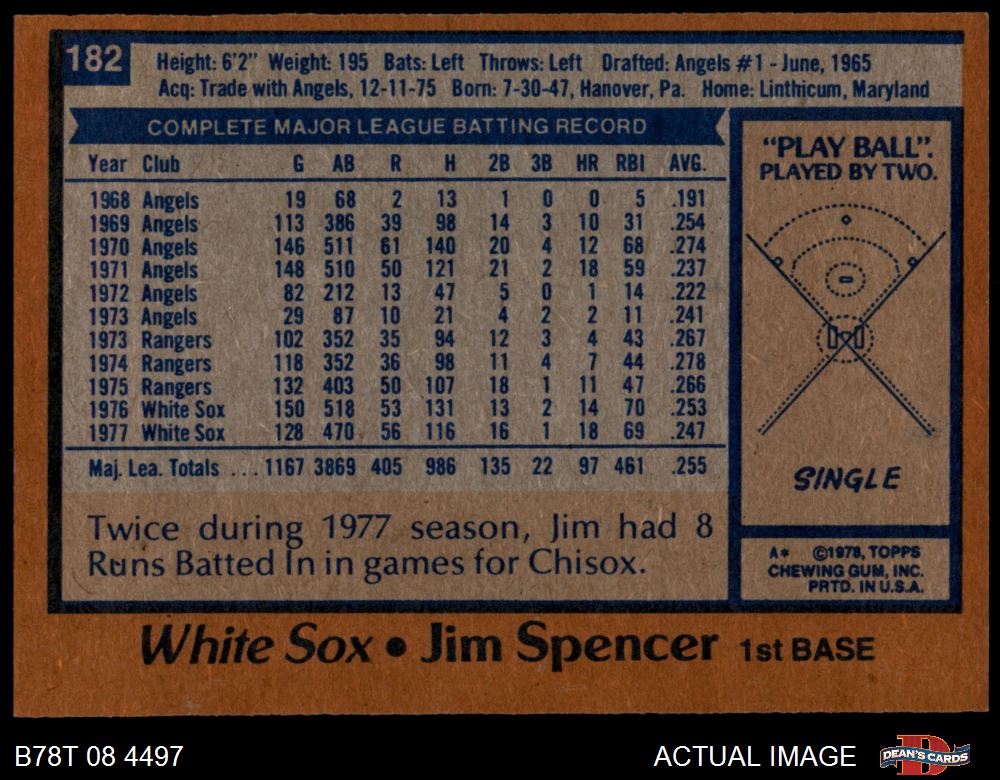 182
Height: 6'2" Weight: 195 Bats: Left Throws: Left Drafted: Angels #1 - June, 1965
Acq: Trade with Angels, 12-11-75 Born: 7-30-47, Hanover, Pa. Home: Linthicum, Maryland
COMPLETE MAJOR LEAGUE BATTING RECORD
Year Club G AB R H 2B 3B HR RBI AVG.
1968 Angels 19 68 2 13 1 0 0 5 .191
1969 Angels 113 386 39 98 14 3 10 31 .254
1970 Angels 146 511 61 140 20 4 12 68 .274
1971 Angels 148 510 50 121 21 2 18 59 .237
1972 Angels 82 212 13 47 5 0 1 14 .222
1973 Angels 29 87 10 21 4 2 2 11 .241
1973 Rangers 102 352 35 94 12 3 4 43 .267
1974 Rangers 118 352 36 98 11 4 7 44 .278
1975 Rangers 132 403 50 107 18 1 11 47 .266
1976 White Sox 150 518 53 131 13 2 14 70 .253
1977 White Sox 128 470 56 116 16 1 18 69 .247
Maj. Lea. Totals ... 1167 3869 405 986 135 22 97 461 .255
Twice during 1977 season, Jim had 8
Runs Batted In in games for Chisox.
"PLAY BALL".
PLAYED BY TWO.
SINGLE
A* ©1978, TOPPS
CHEWING GUM, INC.
PRTD. IN U.S.A.
White Sox • Jim Spencer 1st BASE
B78T 08 4497
ACTUAL IMAGE
DEAN'S CARDS